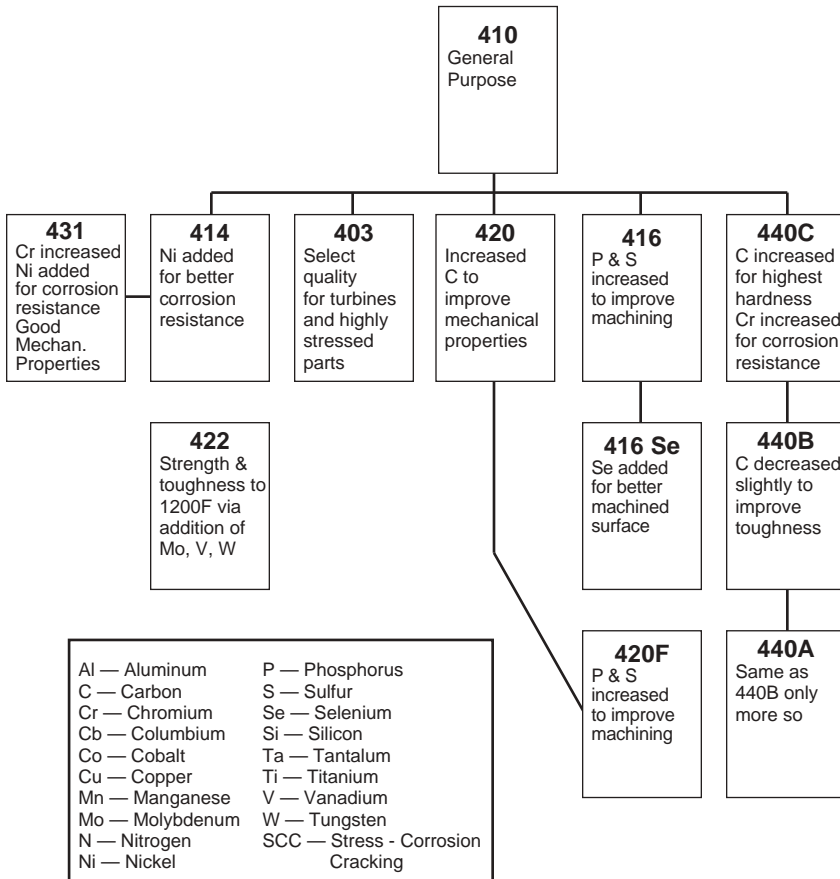 410
General
Purpose
431
Cr increased
Ni added
for corrosion
resistance
Good
Mechan.
Properties
414
Ni added
for better
corrosion
resistance
403
Select
quality
for turbines
and highly
stressed
parts
420
Increased
C to
improve
mechanical
properties
416
P & S
increased
to improve
machining
440C
C increased
for highest
hardness
Cr increased
for corrosion
resistance
422
Strength &
toughness to
1200F via
addition of
Mo, V, W
416 Se
Se added
for better
machined
surface
440B
C decreased
slightly to
improve
toughness
420F
P & S
increased
to improve
machining
440A
Same as
440B only
more so
Al — Aluminum
C — Carbon
Cr — Chromium
Cb — Columbium
Co — Cobalt
Cu — Copper
Mn — Manganese
Mo — Molybdenum
N — Nitrogen
Ni — Nickel
P — Phosphorus
S — Sulfur
Se — Selenium
Si — Silicon
Ta — Tantalum
Ti — Titanium
V — Vanadium
W — Tungsten
SCC — Stress - Corrosion
Cracking